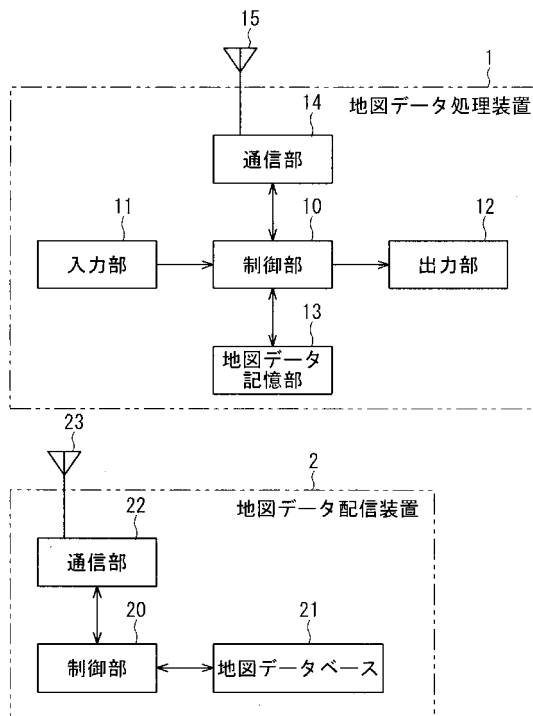 15
1
地図データ処理装置
14
通信部
11
10
12
入力部
制御部
出力部
13
地図データ
記憶部
23
2
地図データ配信装置
22
通信部
20
21
制御部
地図データベース